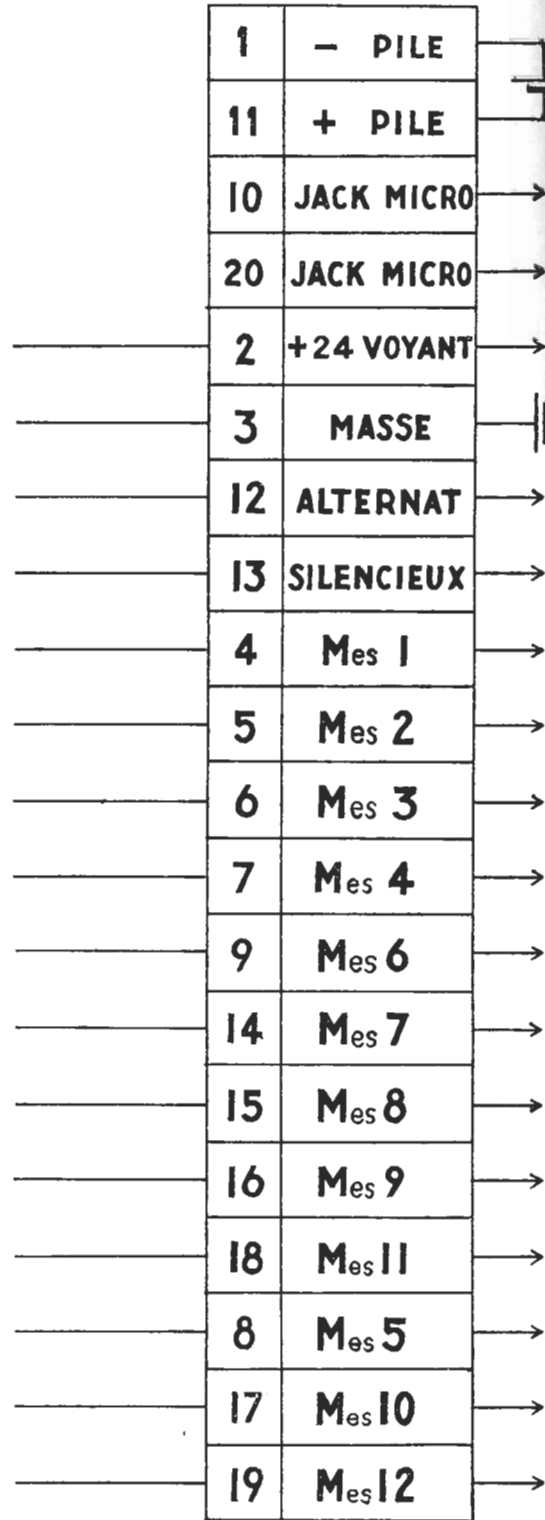 1 - PILE
11 + PILE
10 JACK MICRO
20 JACK MICRO
2 +24 VOYANT
3 MASSE
12 ALTERNAT
13 SILENCIEUX
4 Mes 1
5 Mes 2
6 Mes 3
7 Mes 4
9 Mes 6
14 Mes 7
15 Mes 8
16 Mes 9
18 Mes 11
8 Mes 5
17 Mes 10
19 Mes 12